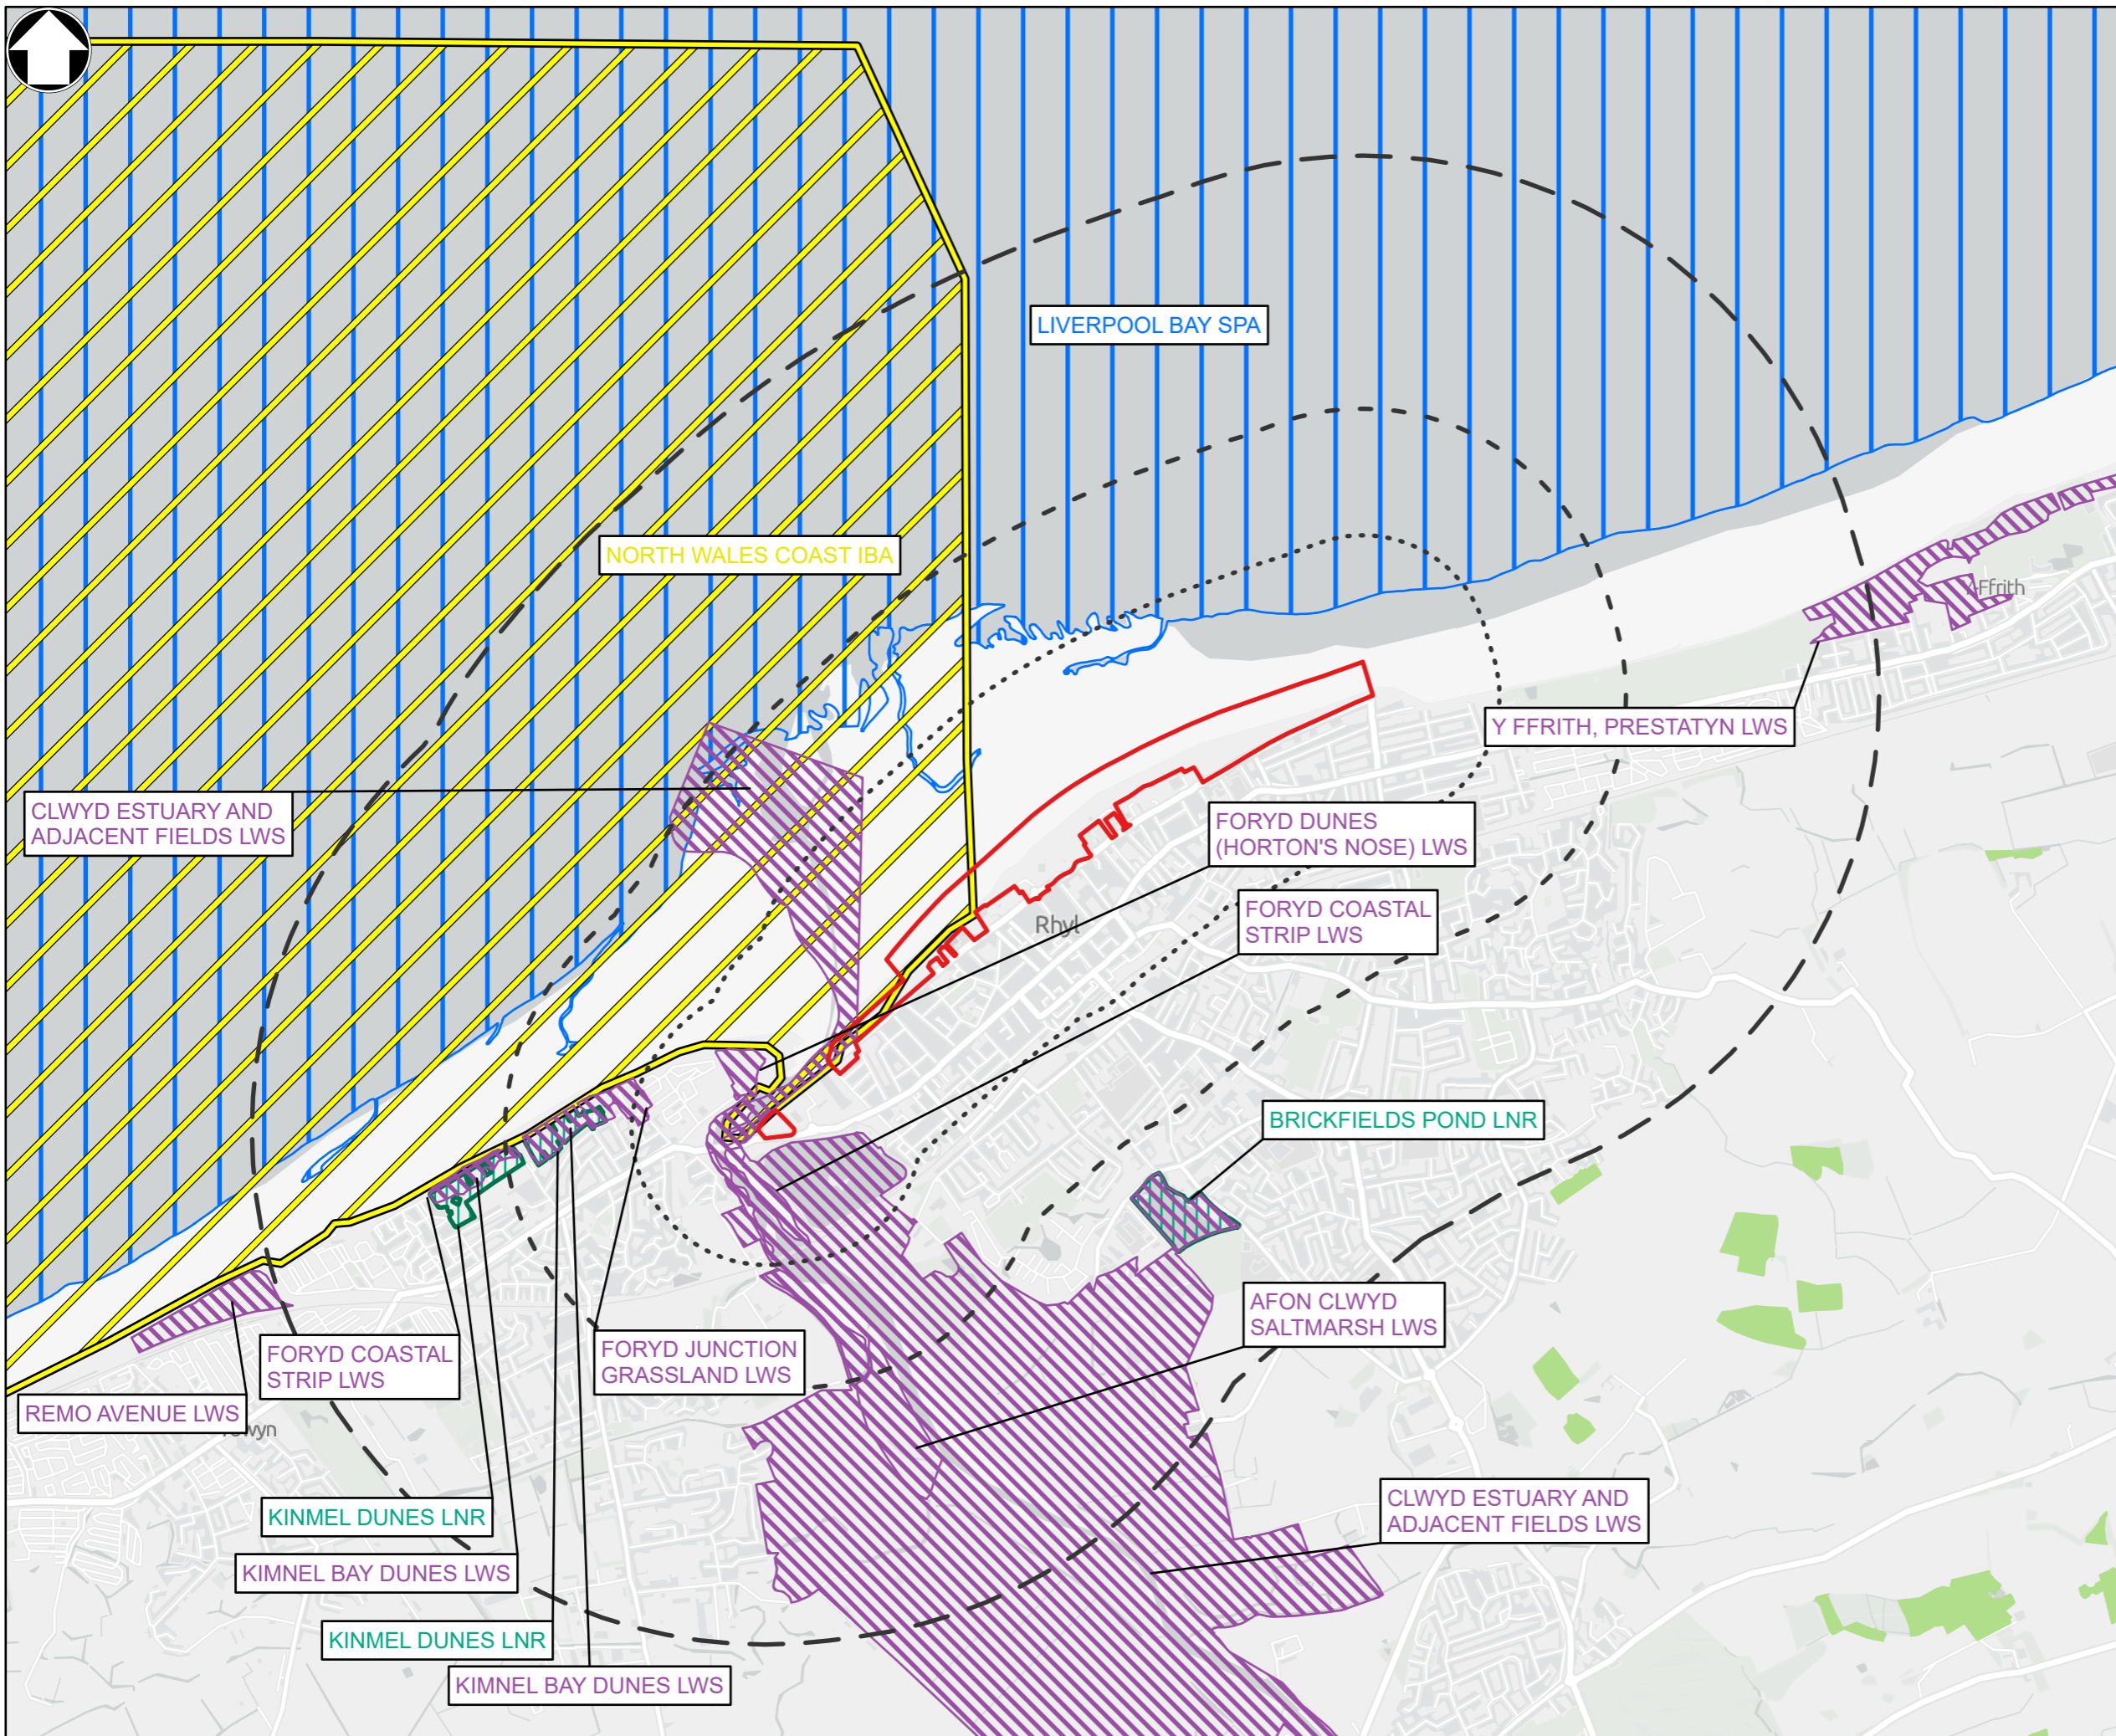 LIVERPOOL BAY SPA
NORTH WALES COAST IBA
Y-Ffrith
Y FFRITH, PRESTATYN LWS
CLWYD ESTUARY AND
ADJACENT FIELDS LWS
FORYD DUNES
(HORTON'S NOSE) LWS
FORYD COASTAL
STRIP LWS
Rhyl
BRICKFIELDS POND LNR
AFON CLWYD
SALTMARSH LWS
FORYD COASTAL
STRIP LWS
FORYD JUNCTION
GRASSLAND LWS
REMO AVENUE LWS
CLWYD ESTUARY AND
ADJACENT FIELDS LWS
KINMEL DUNES LNR
KIMNEL BAY DUNES LWS
KINMEL DUNES LNR
KIMNEL BAY DUNES LWS